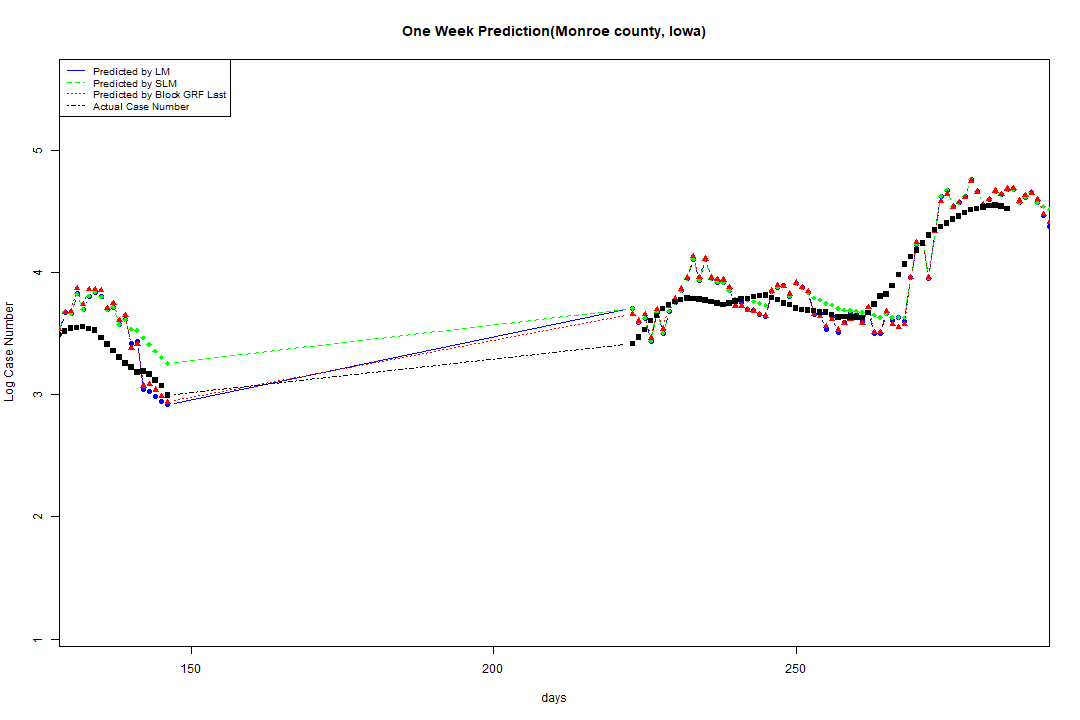 One Week Prediction(Monroe county, Iowa)
Predicted by LM
Predicted by SLM
Predicted by Block GRF Last
Actual Case Number
5
4
3
2
1
Log Case Number
150 200 250
days